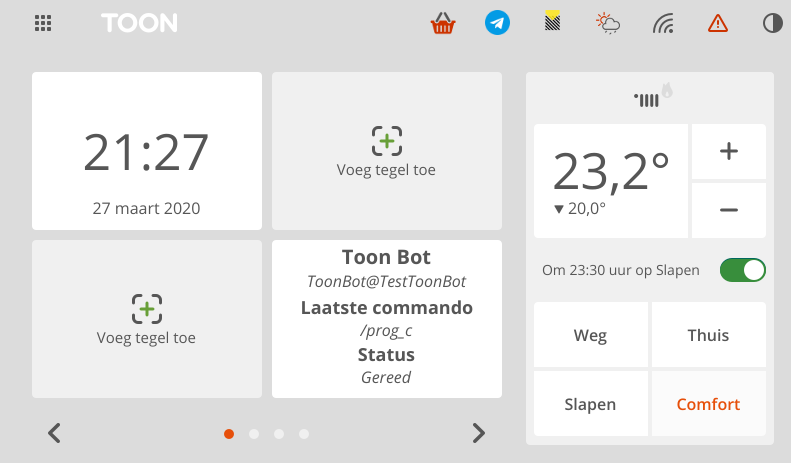 TOON
21:27
27 maart 2020
Voeg tegel toe
Voeg tegel toe
Toon Bot
ToonBot@TestToonBot
Laatste commando
/prog_c
Status
Gereed
23,2°
20,0°
Om 23:30 uur op Slapen
Weg
Thuis
Slapen
Comfort